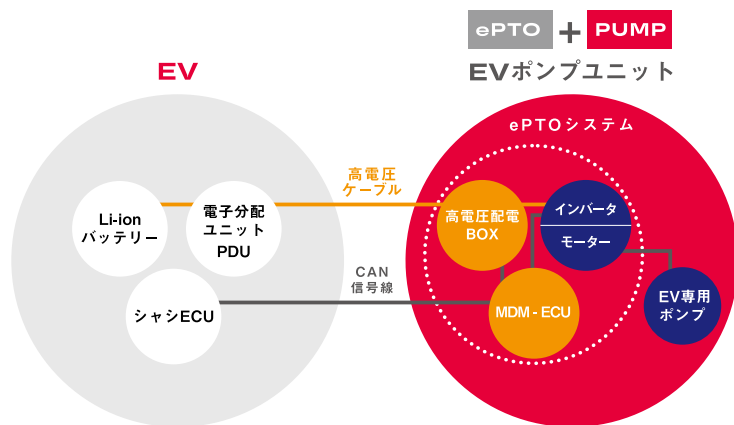 ePTO + PUMP
EV
EVポンプユニット
ePTOシステム
高電圧
ケーブル
Li-ion
バッテリー
電子分配
ユニット
PDU
高電圧配電
BOX
インバータ
モーター
CAN
信号線
シャシECU
MDM - ECU
EV専用
ポンプ